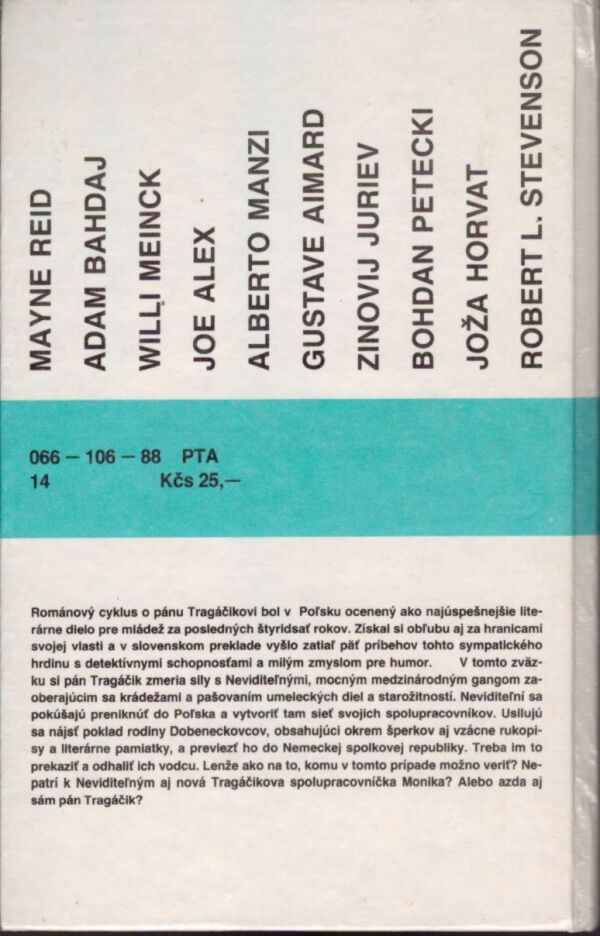 MAYNE REID
ADAM BAHDAJ
WILLI MEINCK
JOE ALEX
ALBERTO MANZI
GUSTAVE AIMARD
ZINOVIJ JURIEV
BOHDAN PETECKI
JOŽA HORVAT
ROBERT L. STEVENSON
066 — 106 — 88 PTA
14 Kčs 25,—
Románový cyklus o pánu Tragáčikovi bol v Poľsku ocenený ako najúspešnejšie lite-
rárne dielo pre mládež za posledných štyridsať rokov. Získal si obľubu aj za hranicami
svojej vlasti a v slovenskom preklade vyšlo zatiaľ päť príbehov tohto sympatického
hrdinu s detektívnymi schopnosťami a milým zmyslom pre humor. V tomto zväz-
ku si pán Tragáčik zmeria sily s Neviditeľnými, mocným medzinárodným gangom za-
oberajúcim sa krádežami a pašovaním umeleckých diel a starožitností. Neviditeľní sa
pokúšajú preniknúť do Poľska a vytvoriť tam sieť svojich spolupracovníkov. Usilujú
sa nájsť poklad rodiny Dobeneckovcov, obsahujúci okrem šperkov aj vzácne rukopi-
sy a literárne pamiatky, a previezť ho do Nemeckej spolkovej republiky. Treba im to
prekaziť a odhaliť ich vodcu. Lenže ako na to, komu v tomto prípade možno veriť? Ne-
patrí k Neviditeľným aj nová Tragáčikova spolupracovníčka Monika? Alebo azda aj
sám pán Tragáčik?